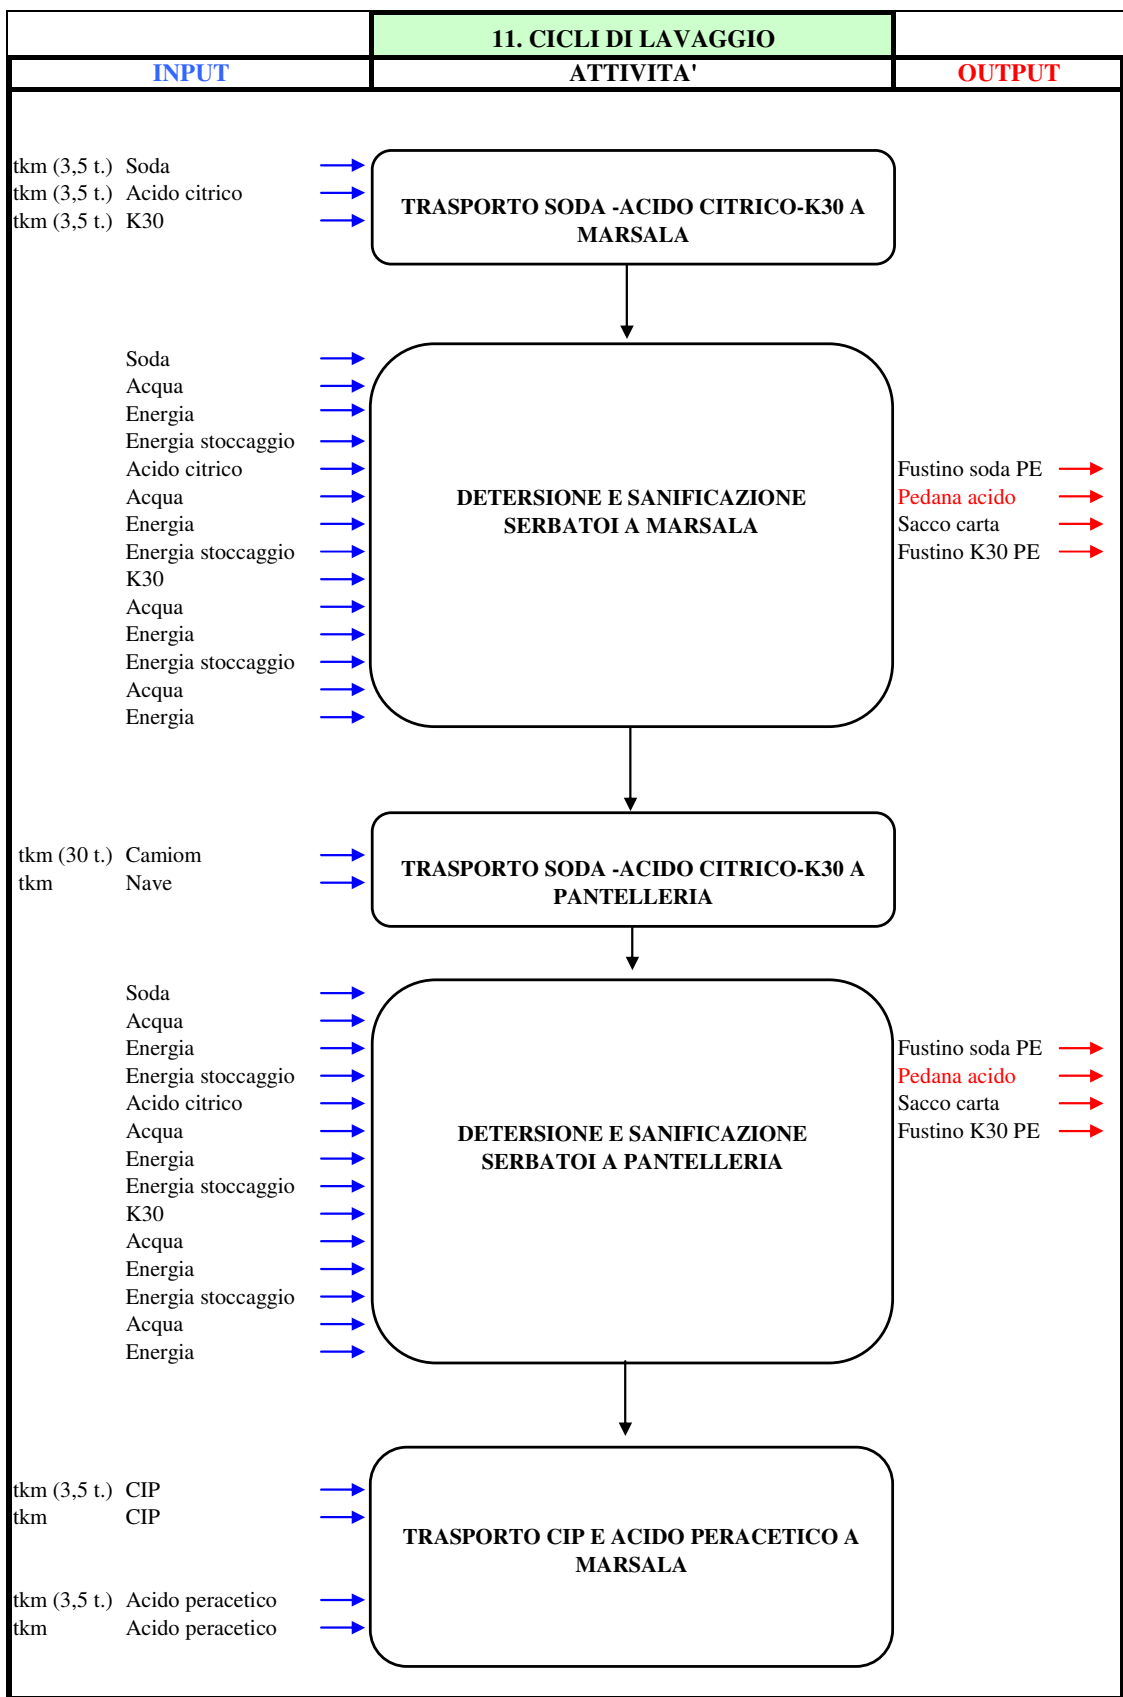 11. CICLI DI LAVAGGIO
INPUT
ATTIVITA'
OUTPUT
tkm (3,5 t.) Soda
tkm (3,5 t.) Acido citrico
tkm (3,5 t.) K30
TRASPORTO SODA -ACIDO CITRICO-K30 A
MARSALA
Soda
Acqua
Energia
Energia stoccaggio
Acido citrico
Acqua
Energia
Energia stoccaggio
K30
Acqua
Energia
Energia stoccaggio
Acqua
Energia
DETERSIONE E SANIFICAZIONE
SERBATOI A MARSALA
Fustino soda PE
Pedana acido
Sacco carta
Fustino K30 PE
tkm (30 t.) Camiom
tkm Nave
TRASPORTO SODA -ACIDO CITRICO-K30 A
PANTELLERIA
Soda
Acqua
Energia
Energia stoccaggio
Acido citrico
Acqua
Energia
Energia stoccaggio
K30
Acqua
Energia
Energia stoccaggio
Acqua
Energia
DETERSIONE E SANIFICAZIONE
SERBATOI A PANTELLERIA
Fustino soda PE
Pedana acido
Sacco carta
Fustino K30 PE
tkm (3,5 t.) CIP
tkm CIP
tkm (3,5 t.) Acido peracetico
tkm Acido peracetico
TRASPORTO CIP E ACIDO PERACETICO A
MARSALA